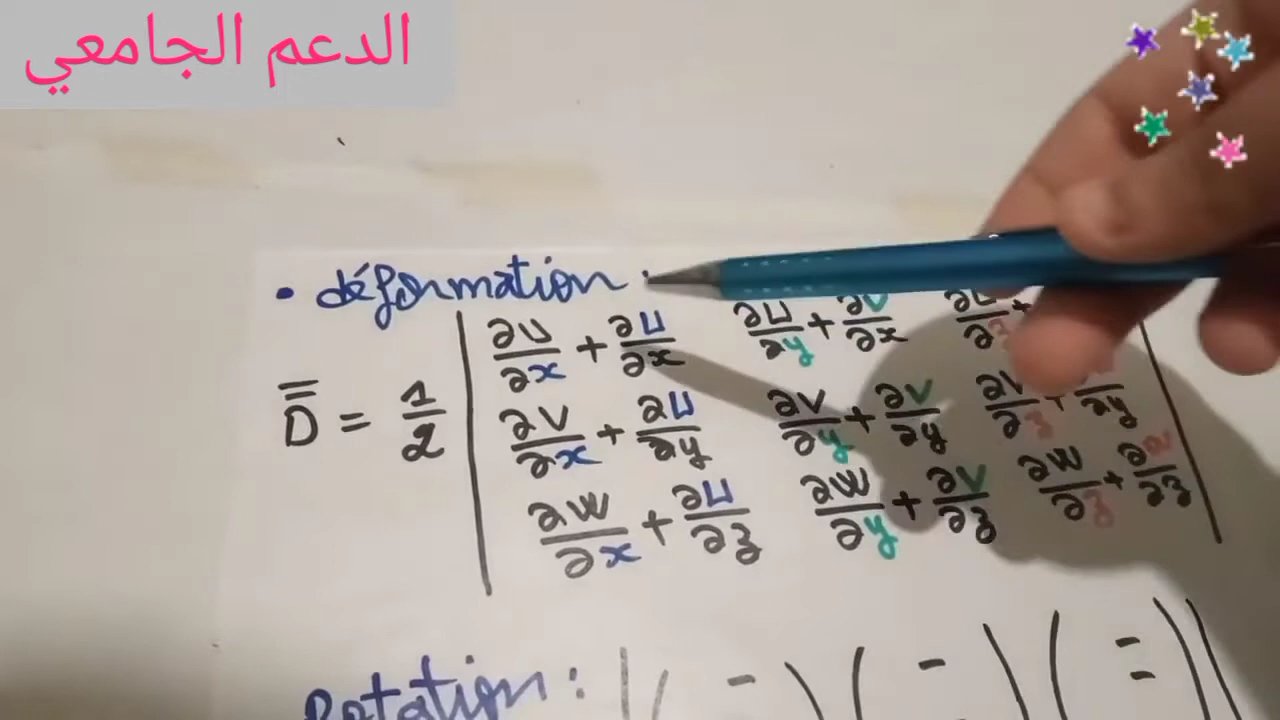 الدعم الجامعي
• déformation :
D̿ = 1/2 | ∂U/∂x + ∂U/∂x   ∂U/∂y + ∂V/∂x   ∂U/∂z +
∂V/∂x + ∂U/∂y   ∂V/∂y + ∂V/∂y   ∂V/∂z + /∂y
∂W/∂x + ∂U/∂z   ∂W/∂y + ∂V/∂z   ∂W/∂z + ∂W/∂z |
Rotation : | ( - ) ( - ) ( = )